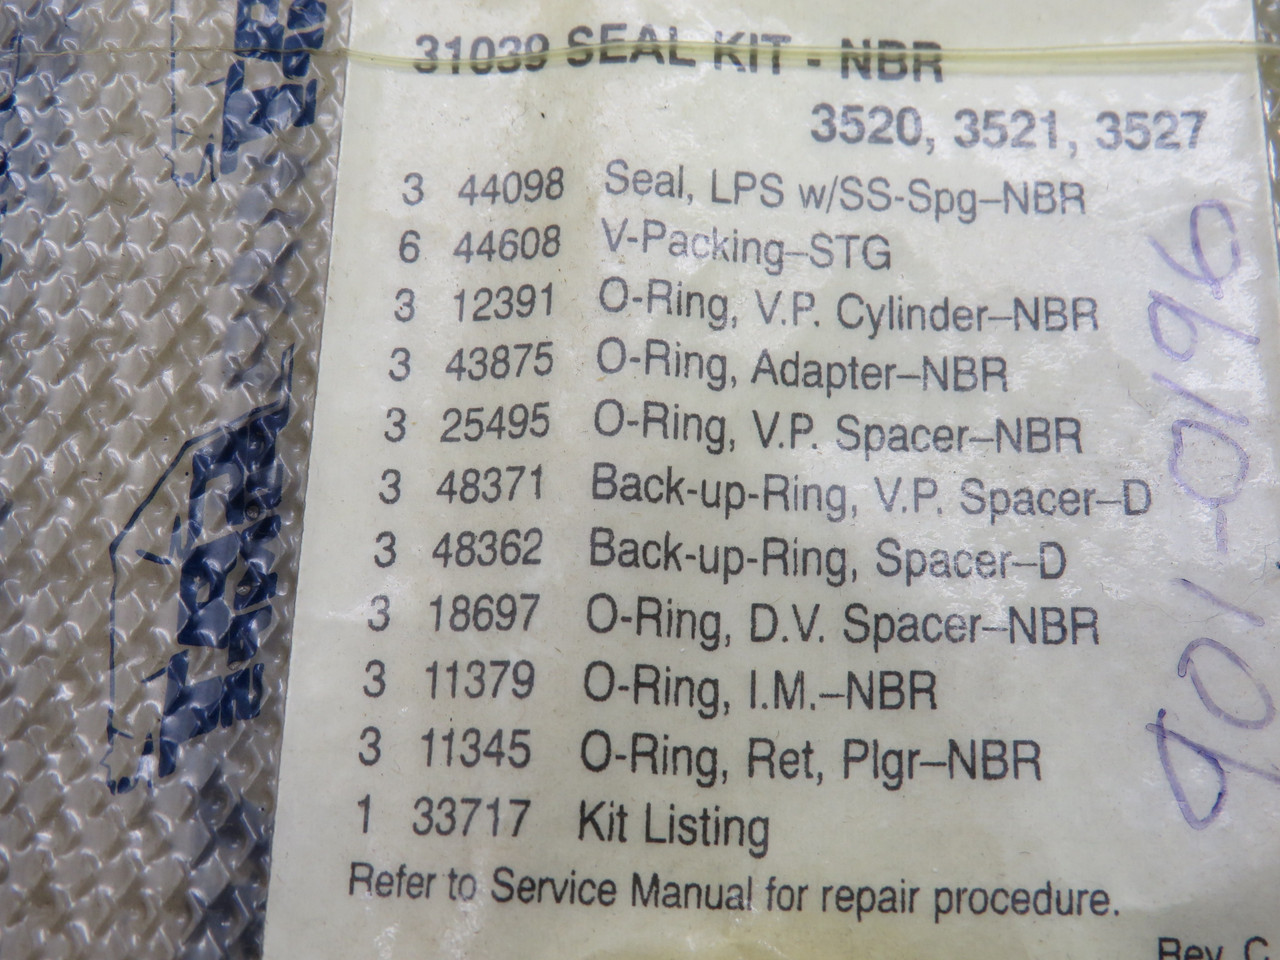 31039 SEAL KIT - NBR
3520, 3521, 3527
3 44098 Seal, LPS w/SS-Spg–NBR
6 44608 V-Packing–STG
3 12391 O-Ring, V.P. Cylinder–NBR
3 43875 O-Ring, Adapter–NBR
3 25495 O-Ring, V.P. Spacer–NBR
3 48371 Back-up-Ring, V.P. Spacer–D
3 48362 Back-up-Ring, Spacer–D
3 18697 O-Ring, D.V. Spacer–NBR
3 11379 O-Ring, I.M.–NBR
3 11345 O-Ring, Ret, Plgr–NBR
1 33717 Kit Listing
Refer to Service Manual for repair procedure.
Rev. C
901-0196